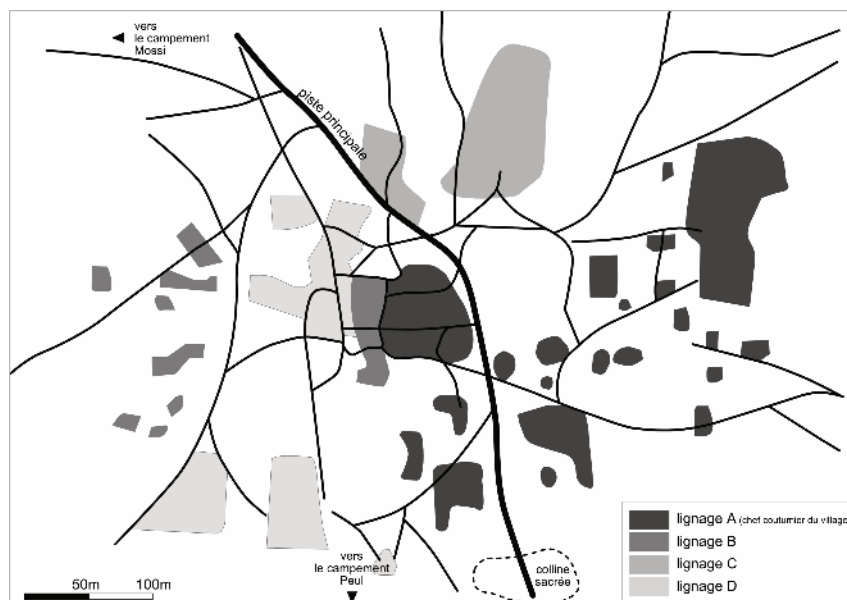 vers
le campement
Mossi
piste principale
vers
le campement
Peul
colline
sacrée
50m 100m
lignage A (chef coutumier du village)
lignage B
lignage C
lignage D